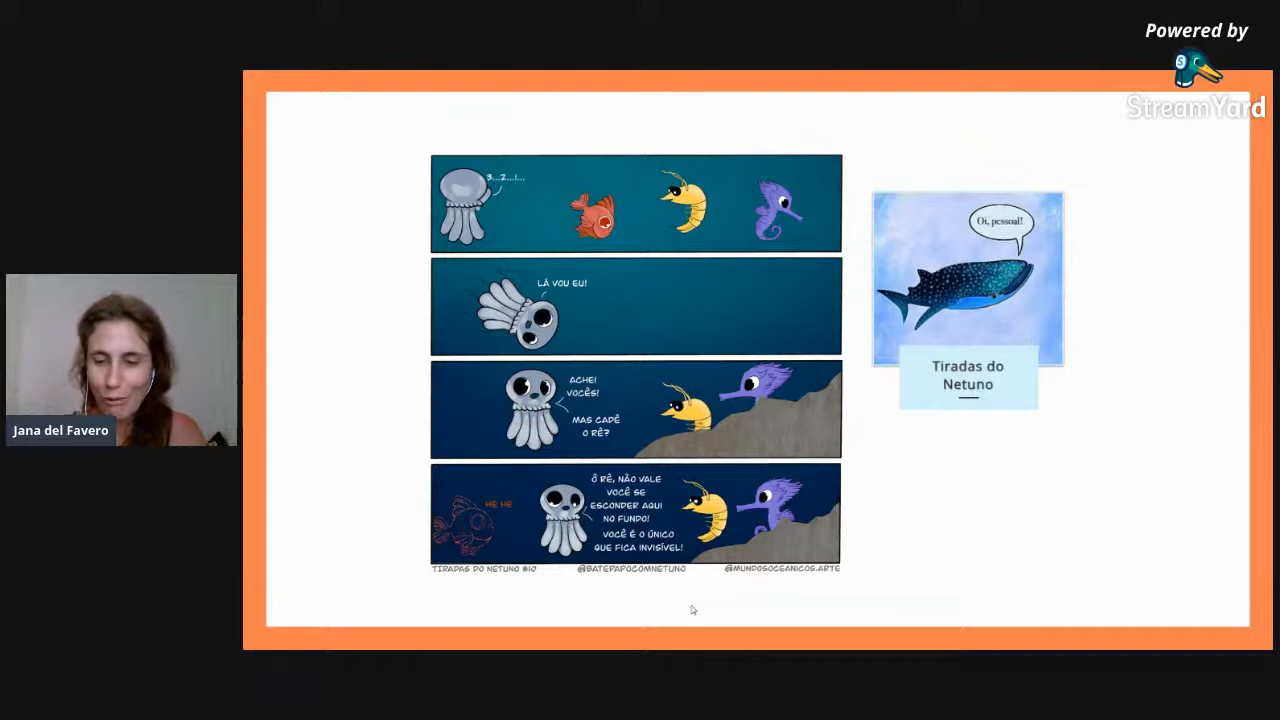 Powered by
StreamYard
3...2...1...
LÁ VOU EU!
ACHEI
VOCÊS!
MAS CADÊ
O RÊ?
HE HE
Ô RÊ, NÃO VALE
VOCÊ SE
ESCONDER AQUI
NO FUNDO!
VOCÊ É O ÚNICO
QUE FICA INVISÍVEL!
TIRADAS DO NETUNO #10
@BATEPAPOCOMNETUNO
@MUNDOSOCEANICOS.ARTE
Oi, pessoal!
Tiradas do
Netuno
Jana del Favero